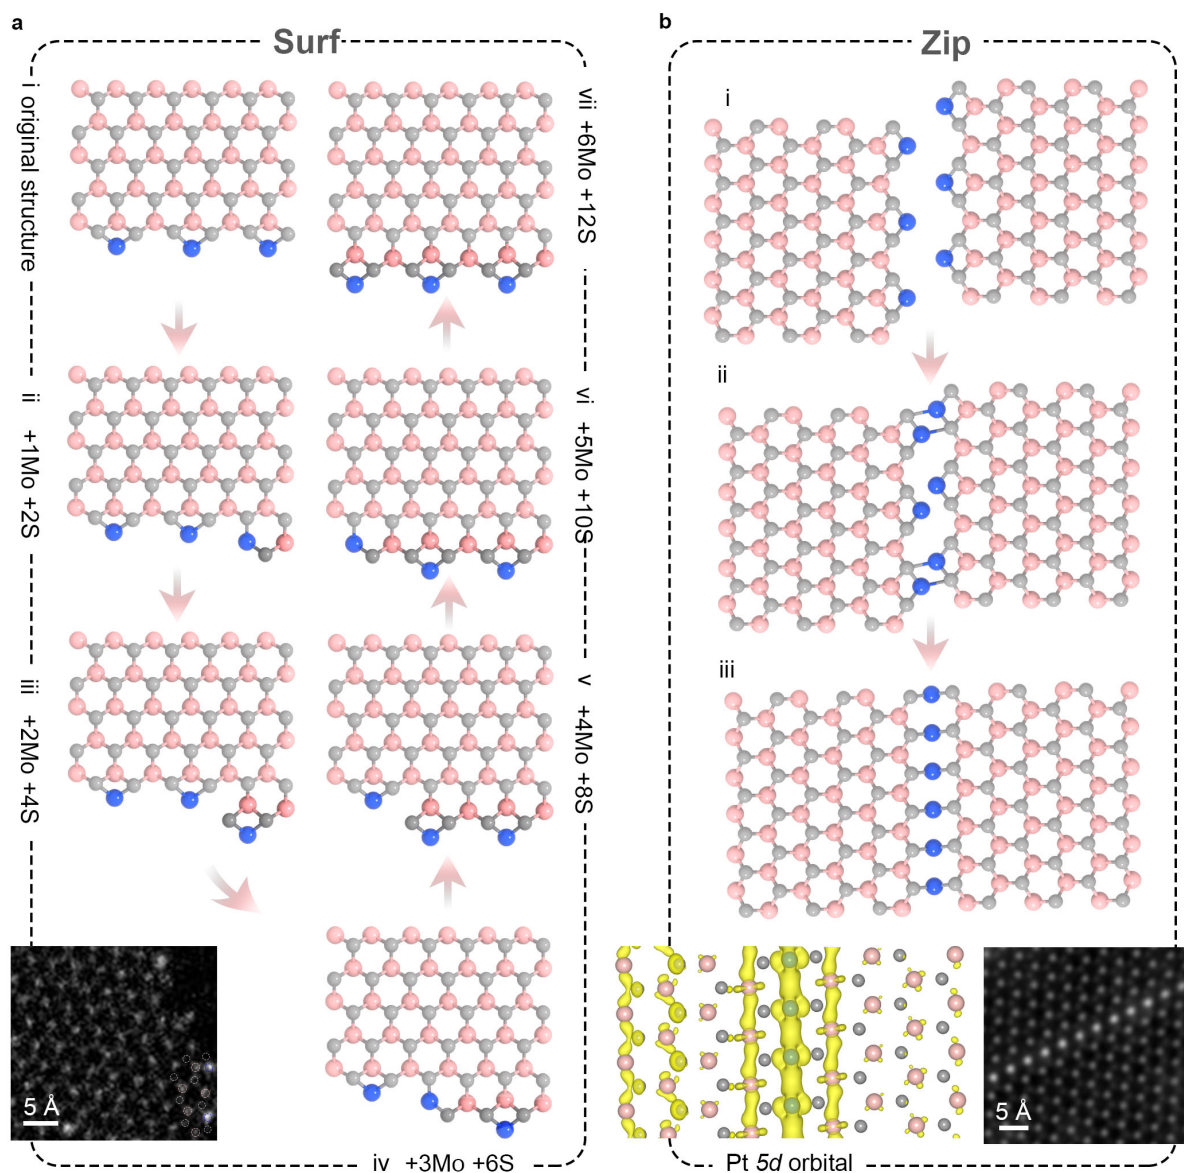 a
Surf
i original structure
ii +1Mo +2S
iii +2Mo +4S
iv +3Mo +6S
v +4Mo +8S
vi +5Mo +10S
vii +6Mo +12S
5 Å
b
Zip
i
ii
iii
Pt 5d orbital
5 Å